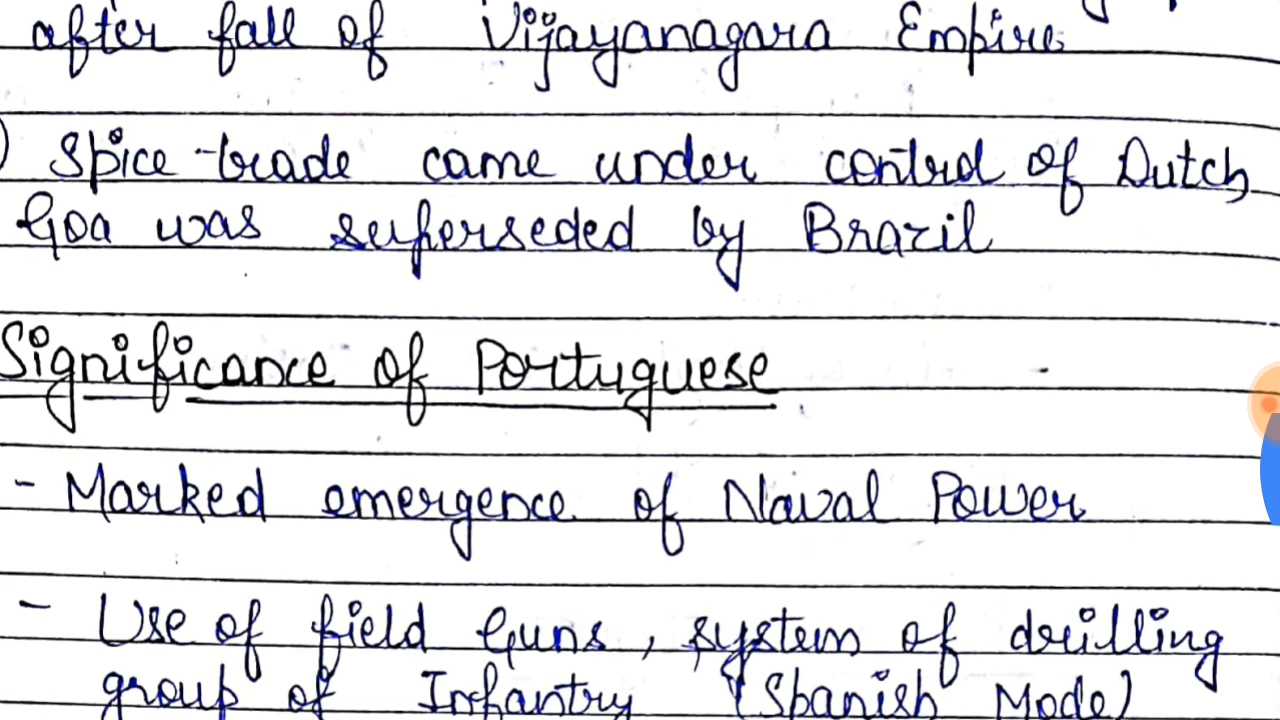 after fall of Vijayanagara Empire
) Spice trade came under control of Dutch
Goa was superseded by Brazil
Significance of Portuguese
- Marked emergence of Naval Power
- Use of field Guns, system of drilling
group of Infantry (Spanish Mode)